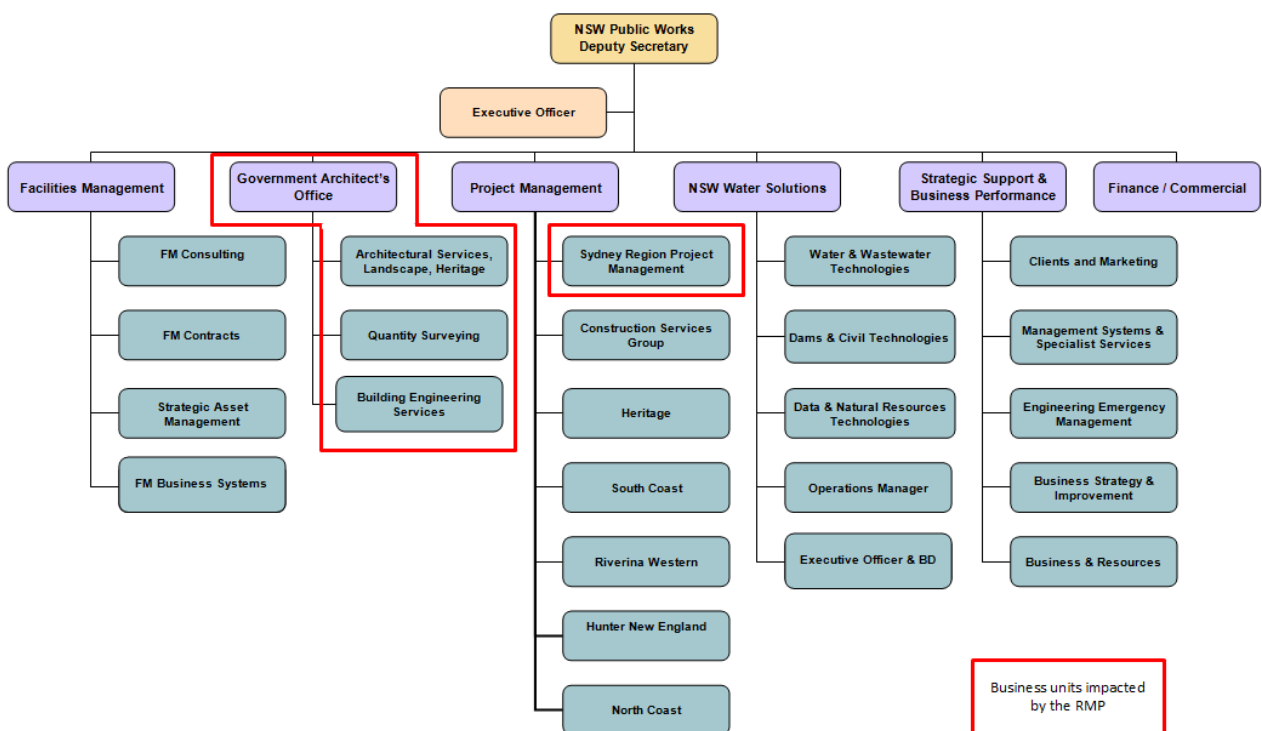 NSW Public Works
Deputy Secretary
Executive Officer
Facilities Management
Government Architect's
Office
Project Management
NSW Water Solutions
Strategic Support &
Business Performance
Finance / Commercial
FM Consulting
FM Contracts
Strategic Asset
Management
FM Business Systems
Architectural Services,
Landscape, Heritage
Quantity Surveying
Building Engineering
Services
Sydney Region Project
Management
Construction Services
Group
Heritage
South Coast
Riverina Western
Hunter New England
North Coast
Water & Wastewater
Technologies
Dams & Civil Technologies
Data & Natural Resources
Technologies
Operations Manager
Executive Officer & BD
Clients and Marketing
Management Systems &
Specialist Services
Engineering Emergency
Management
Business Strategy &
Improvement
Business & Resources
Business units impacted
by the RMP